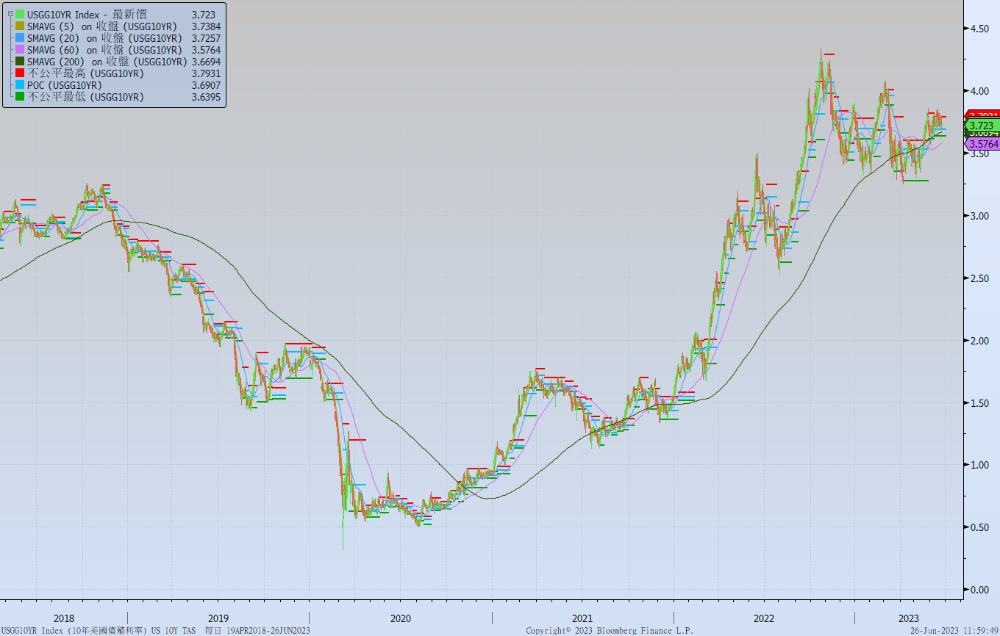 USGG10YR Index - 最新價 3.723
SMAVG (5) on 收盤 (USGG10YR) 3.7384
SMAVG (20) on 收盤 (USGG10YR) 3.7257
SMAVG (60) on 收盤 (USGG10YR) 3.5764
SMAVG (200) on 收盤 (USGG10YR) 3.6694
不公平最高 (USGG10YR) 3.7931
POC (USGG10YR) 3.6907
不公平最低 (USGG10YR) 3.6395
4.50
4.00
3.7931
3.723
3.6694
3.5764
3.50
3.00
2.50
2.00
1.50
1.00
0.50
0.00
2018 2019 2020 2021 2022 2023
USGG10YR Index (10年美國債殖利率) US 10Y TAS 每日 19APR2018-26JUN2023 Copyright© 2023 Bloomberg Finance L.P. 26-Jun-2023 11:59:49